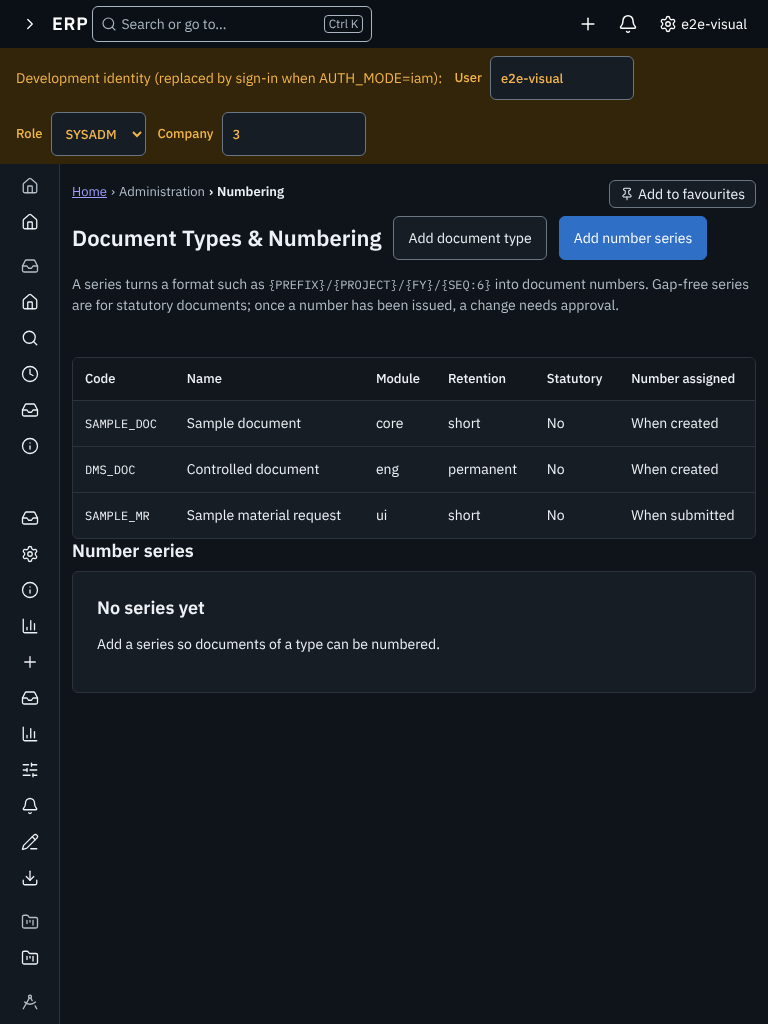 ERP Search or go to... Ctrl K e2e-visual
Development identity (replaced by sign-in when AUTH_MODE=iam): User e2e-visual
Role SYSADM Company 3
Home › Administration › Numbering Add to favourites
Document Types & Numbering Add document type Add number series
A series turns a format such as {PREFIX}/{PROJECT}/{FY}/{SEQ:6} into document numbers. Gap-free series
are for statutory documents; once a number has been issued, a change needs approval.
Code Name Module Retention Statutory Number assigned
SAMPLE_DOC Sample document core short No When created
DMS_DOC Controlled document eng permanent No When created
SAMPLE_MR Sample material request ui short No When submitted
Number series
No series yet
Add a series so documents of a type can be numbered.